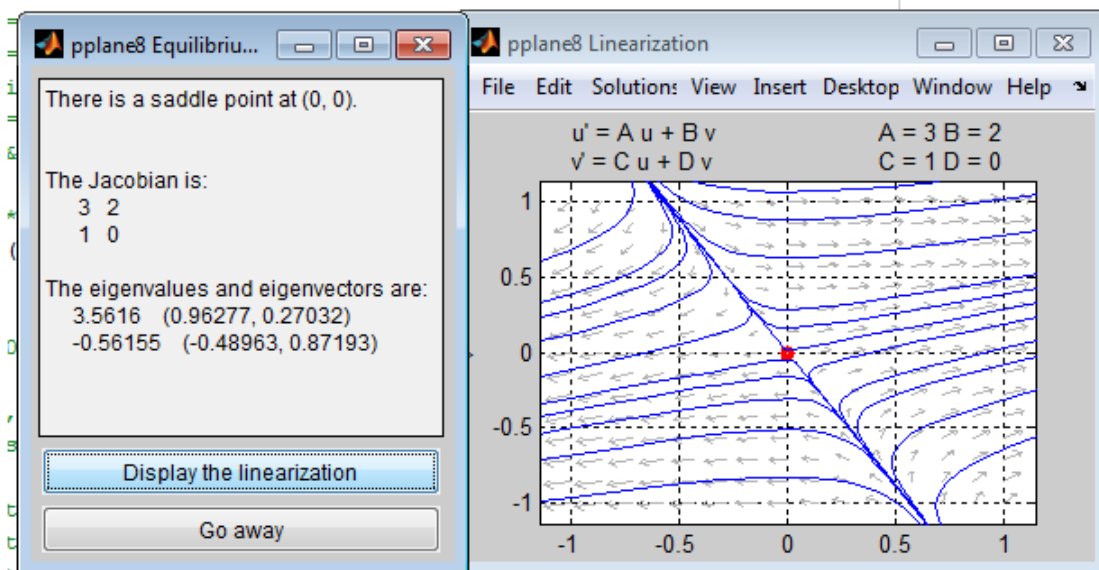 pplane8 Equilibriu...
There is a saddle point at (0, 0).
The Jacobian is:
3 2
1 0
The eigenvalues and eigenvectors are:
3.5616 (0.96277, 0.27032)
-0.56155 (-0.48963, 0.87193)
Display the linearization
Go away
pplane8 Linearization
File Edit Solutions View Insert Desktop Window Help
u' = A u + B v
v' = C u + D v
A = 3 B = 2
C = 1 D = 0
1
0.5
0
-0.5
-1
-1 -0.5 0 0.5 1